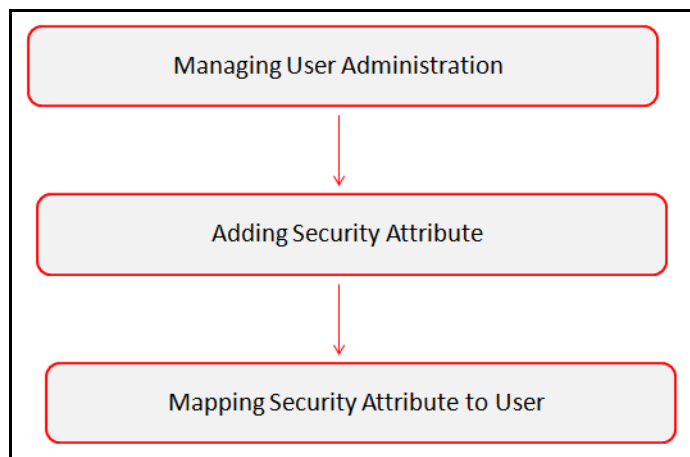 Managing User Administration
Adding Security Attribute
Mapping Security Attribute to User